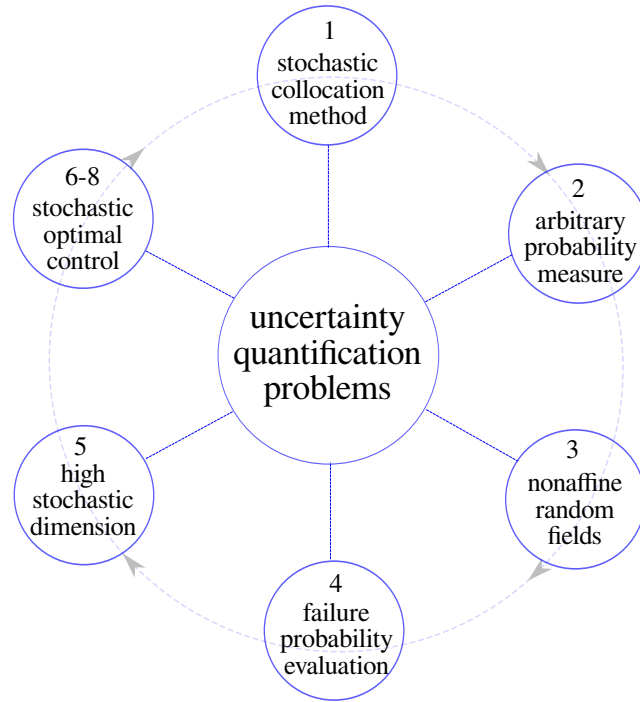 1
stochastic
collocation
method
2
arbitrary
probability
measure
3
nonaffine
random
fields
4
failure
probability
evaluation
5
high
stochastic
dimension
6-8
stochastic
optimal
control
uncertainty
quantification
problems